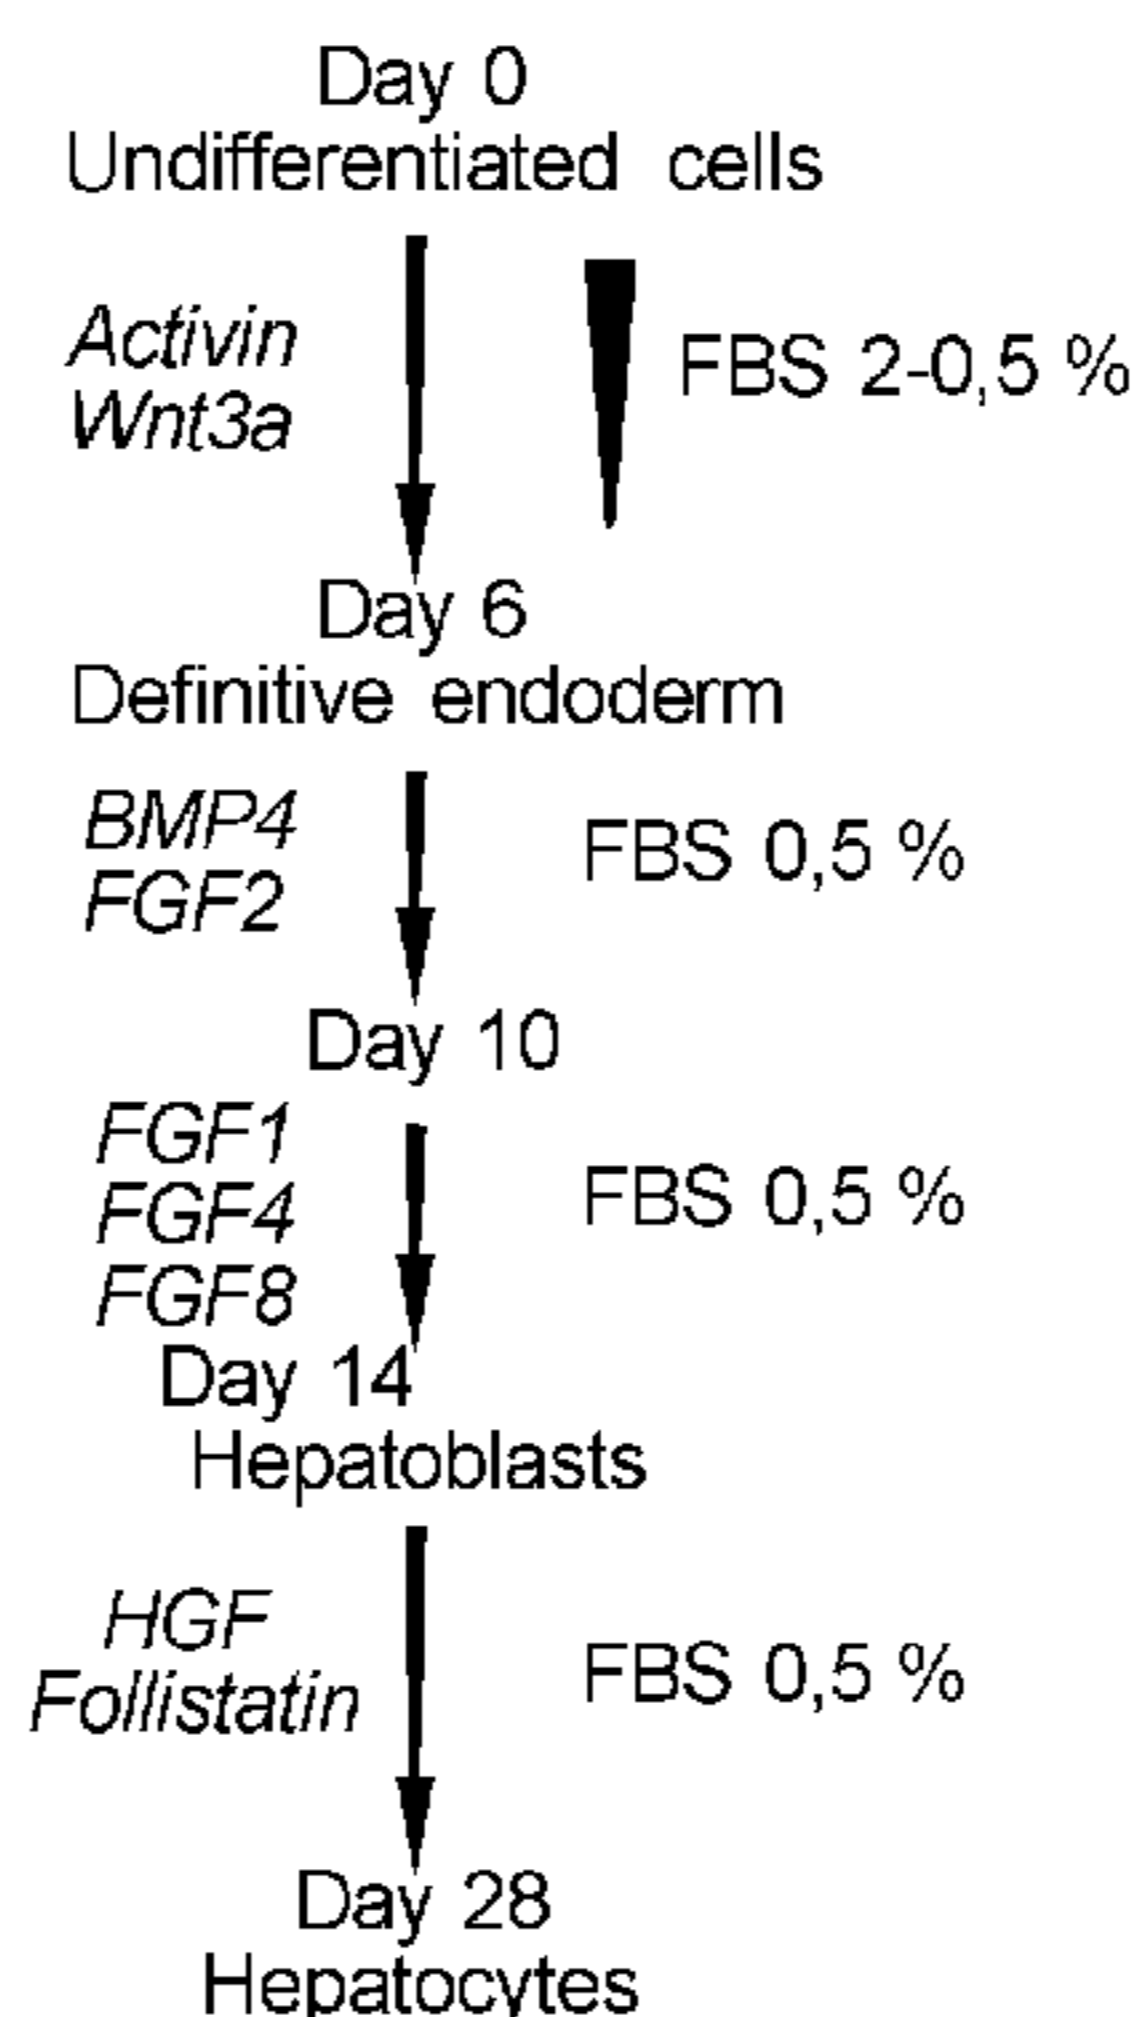 Day 0
Undifferentiated cells
Activin
Wnt3a
FBS 2-0,5 %
Day 6
Definitive endoderm
BMP4
FGF2
FBS 0,5 %
Day 10
FGF1
FGF4
FGF8
FBS 0,5 %
Day 14
Hepatoblasts
HGF
Follistatin
FBS 0,5 %
Day 28
Hepatocytes